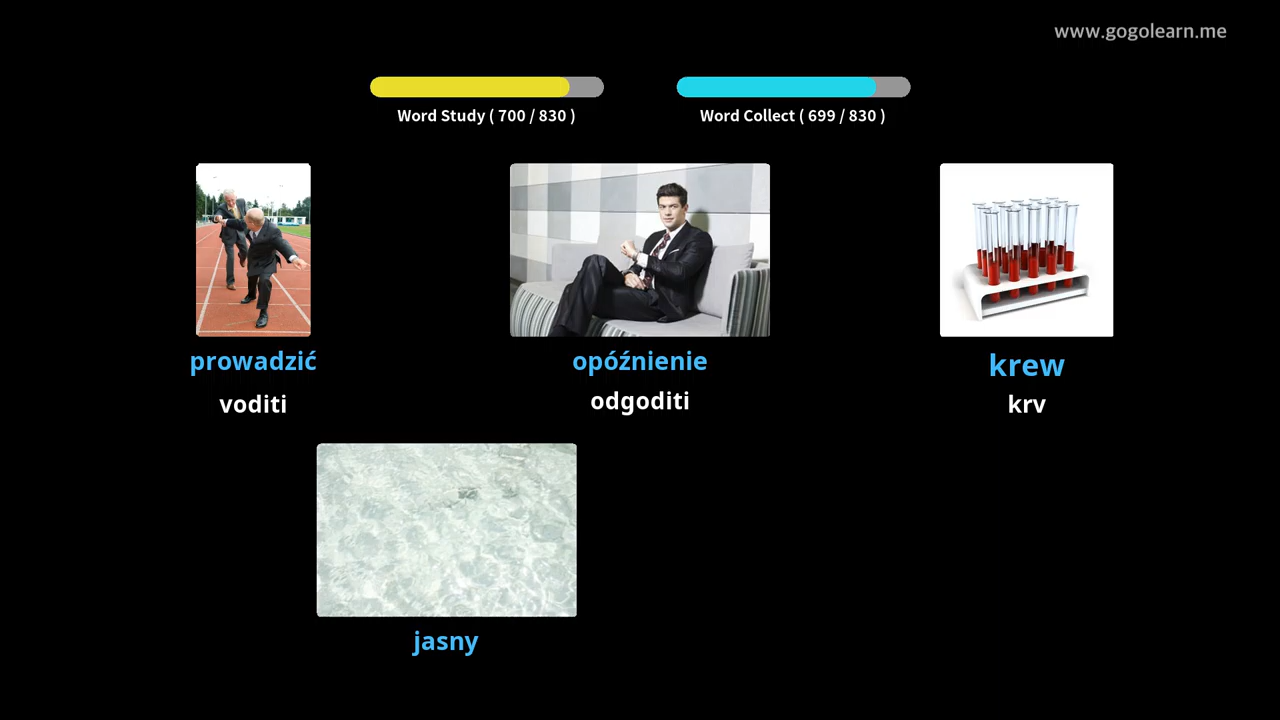 www.gogolearn.me
Word Study ( 700 / 830 )
Word Collect ( 699 / 830 )
prowadzić
opóźnienie
krew
voditi
odgoditi
krv
jasny